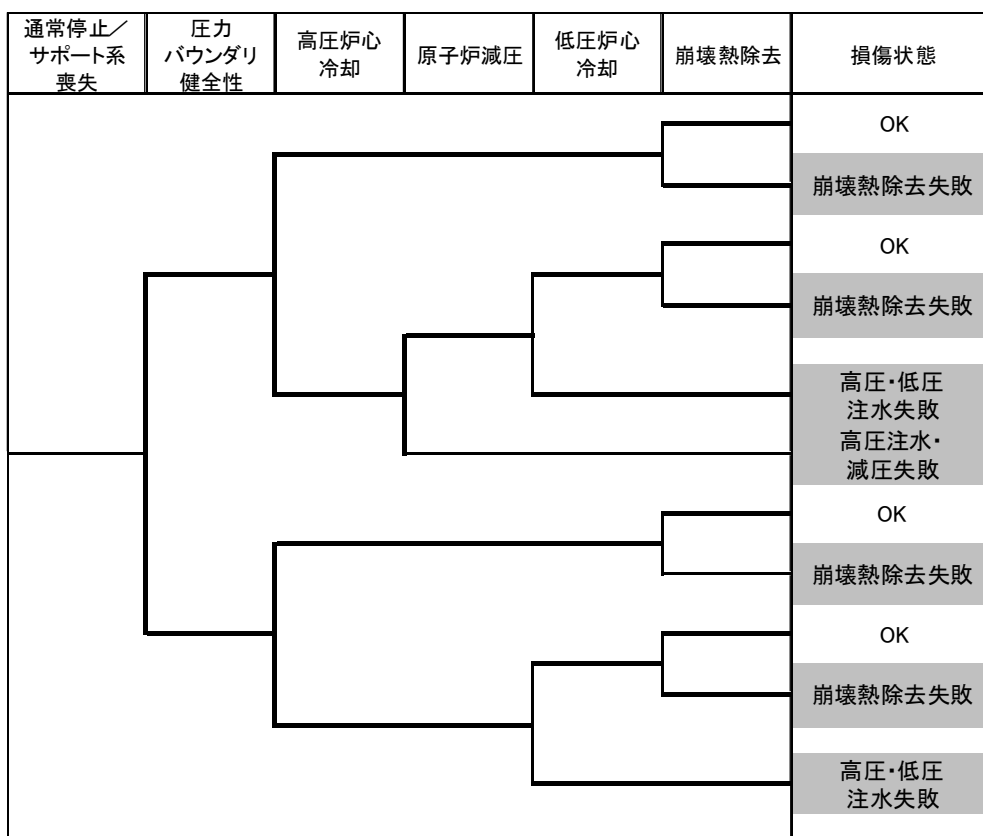 通常停止／
サポート系
喪失
圧力
バウンダリ
健全性
高圧炉心
冷却
原子炉減圧
低圧炉心
冷却
崩壊熱除去
損傷状態
OK
崩壊熱除去失敗
OK
崩壊熱除去失敗
高圧・低圧
注水失敗
高圧注水・
減圧失敗
OK
崩壊熱除去失敗
OK
崩壊熱除去失敗
高圧・低圧
注水失敗